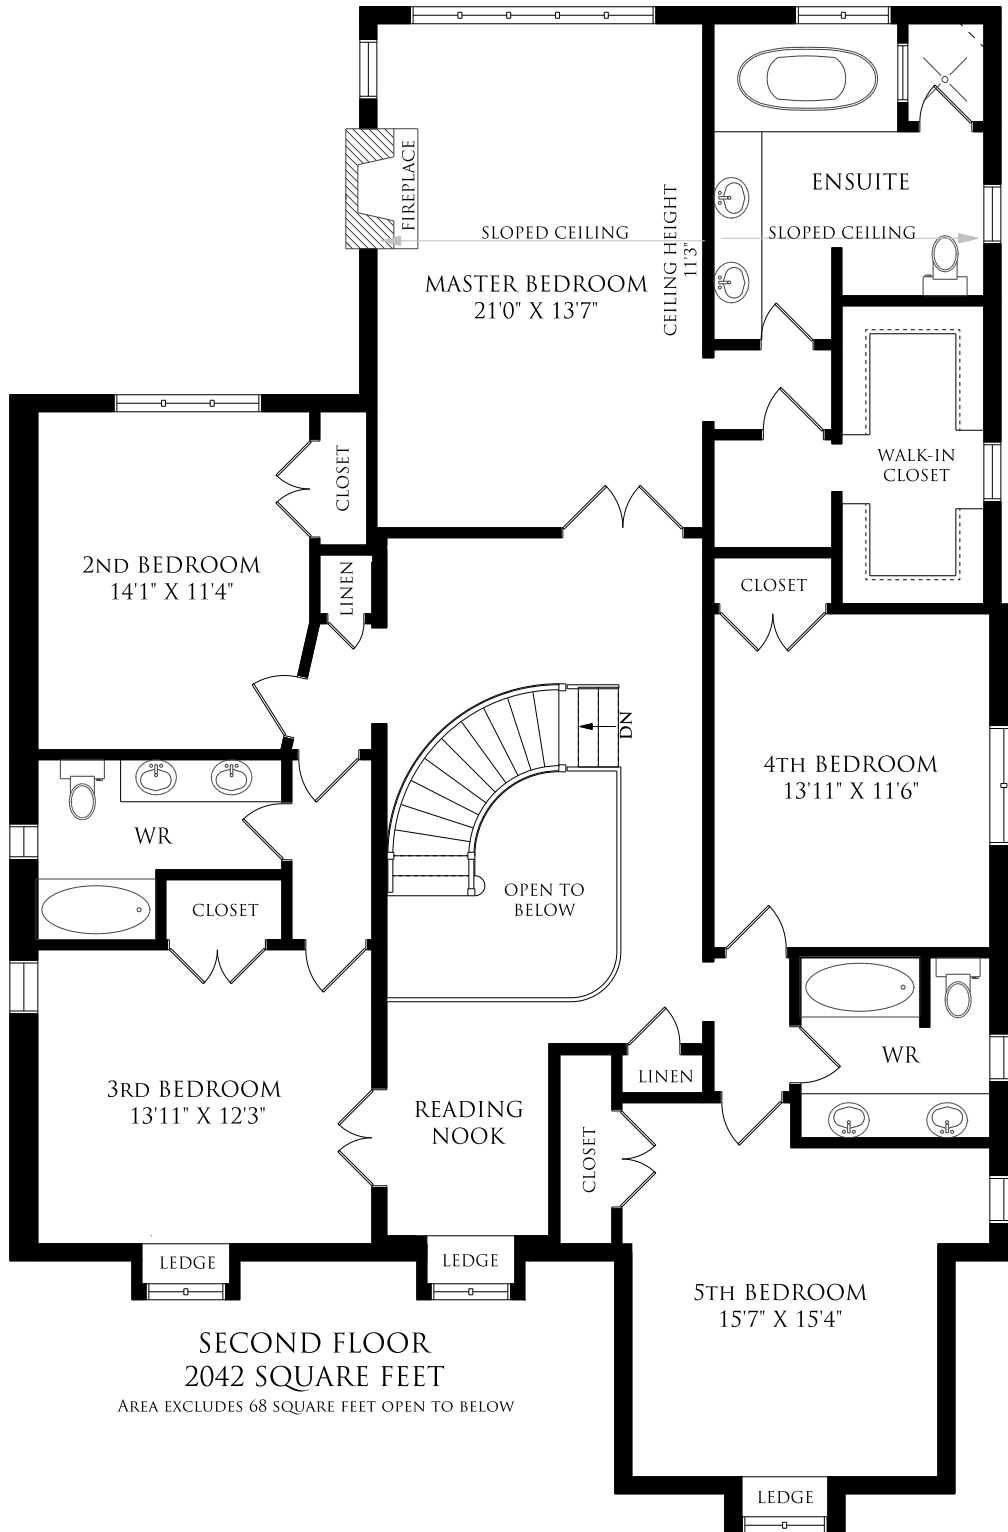 FIREPLACE
ENSUITE
SLOPED CEILING
SLOPED CEILING
CEILING HEIGHT
11'3"
MASTER BEDROOM
21'0" X 13'7"
CLOSET
WALK-IN
CLOSET
2ND BEDROOM
14'1" X 11'4"
LINEN
CLOSET
DN
4TH BEDROOM
13'11" X 11'6"
WR
OPEN TO
BELOW
CLOSET
WR
LINEN
3RD BEDROOM
13'11" X 12'3"
READING
NOOK
CLOSET
LEDGE
LEDGE
5TH BEDROOM
15'7" X 15'4"
SECOND FLOOR
2042 SQUARE FEET
AREA EXCLUDES 68 SQUARE FEET OPEN TO BELOW
LEDGE